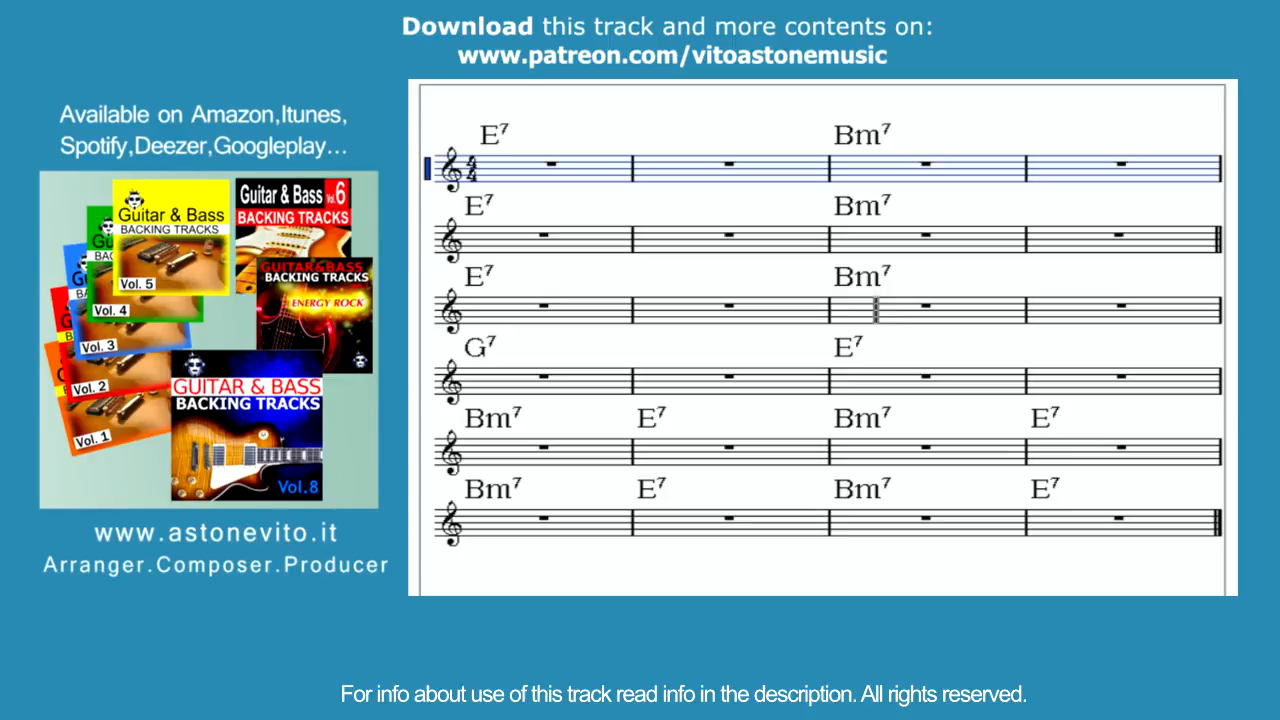 Download this track and more contents on:
www.patreon.com/vitoastonemusic
Available on Amazon,Itunes,
Spotify,Deezer,Googleplay...
Guitar & Bass
BACKING TRACKS
Vol. 5
Guitar & Bass Vol.6
BACKING TRACKS
Vol. 4
GUITAR&BASS
BACKING TRACKS
ENERGY ROCK
Vol. 3
Vol. 2
Vol. 1
GUITAR & BASS
BACKING TRACKS
Vol.8
www.astonevito.it
Arranger.Composer.Producer
E7 Bm7
4
4
E7 Bm7
E7 Bm7
G7 E7
Bm7 E7 Bm7 E7
Bm7 E7 Bm7 E7
For info about use of this track read info in the description. All rights reserved.